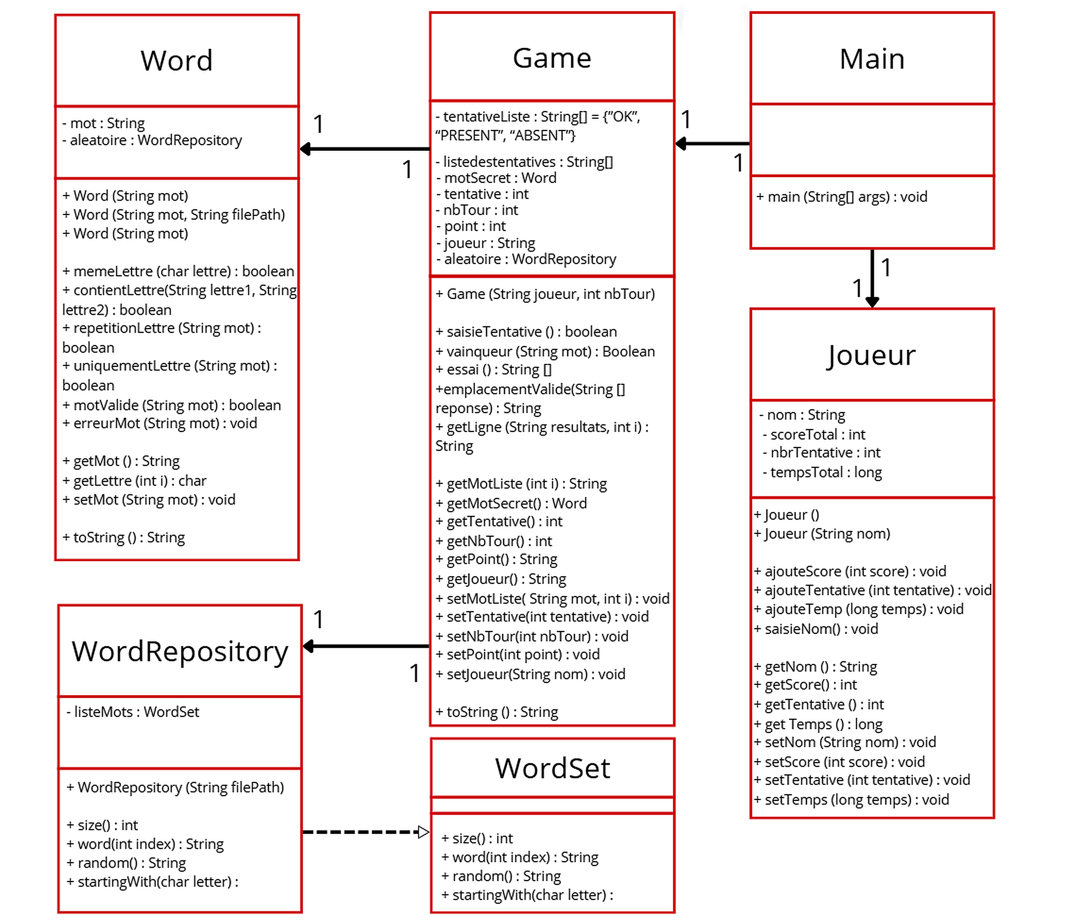 Word
- mot : String
- aleatoire : WordRepository
+ Word (String mot)
+ Word (String mot, String filePath)
+ Word (String mot)
+ memeLettre (char lettre) : boolean
+ contientLettre(String lettre1, String
lettre2) : boolean
+ repetitionLettre (String mot) :
boolean
+ uniquementLettre (String mot) :
boolean
+ motValide (String mot) : boolean
+ erreurMot (String mot) : void
+ getMot () : String
+ getLettre (int i) : char
+ setMot (String mot) : void
+ toString () : String
1
1
Game
- tentativeListe : String[] = {”OK”,
“PRESENT”, “ABSENT”}
- listedestentatives : String[]
- motSecret : Word
- tentative : int
- nbTour : int
- point : int
- joueur : String
- aleatoire : WordRepository
+ Game (String joueur, int nbTour)
+ saisieTentative () : boolean
+ vainqueur (String mot) : Boolean
+ essai () : String []
+emplacementValide(String []
reponse) : String
+ getLigne (String resultats, int i) :
String
+ getMotListe (int i) : String
+ getMotSecret() : Word
+ getTentative() : int
+ getNbTour() : int
+ getPoint() : String
+ getJoueur() : String
+ setMotListe( String mot, int i) : void
+ setTentative(int tentative) : void
+ setNbTour(int nbTour) : void
+ setPoint(int point) : void
+ setJoueur(String nom) : void
+ toString () : String
1
1
Main
+ main (String[] args) : void
1
1
Joueur
- nom : String
- scoreTotal : int
- nbrTentative : int
- tempsTotal : long
+ Joueur ()
+ Joueur (String nom)
+ ajouteScore (int score) : void
+ ajouteTentative (int tentative) : void
+ ajouteTemp (long temps) : void
+ saisieNom() : void
+ getNom () : String
+ getScore() : int
+ getTentative () : int
+ get Temps () : long
+ setNom (String nom) : void
+ setScore (int score) : void
+ setTentative (int tentative) : void
+ setTemps (long temps) : void
1
1
WordRepository
- listeMots : WordSet
+ WordRepository (String filePath)
+ size() : int
+ word(int index) : String
+ random() : String
+ startingWith(char letter) :
WordSet
+ size() : int
+ word(int index) : String
+ random() : String
+ startingWith(char letter) :